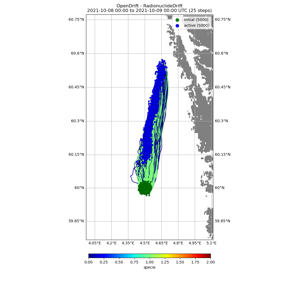 OpenDrift - RadionuclideDrift
2021-10-08 00:00 to 2021-10-09 00:00 UTC (25 steps)
initial (5000)
active (5000)
60.75°N 60.75°N
60.6°N 60.6°N
60.45°N 60.45°N
60.3°N 60.3°N
60.15°N 60.15°N
60°N 60°N
59.85°N 59.85°N
4.05°E 4.2°E 4.35°E 4.5°E 4.65°E 4.8°E 4.95°E 5.1°E
0.00 0.25 0.50 0.75 1.00 1.25 1.50 1.75 2.00
specie